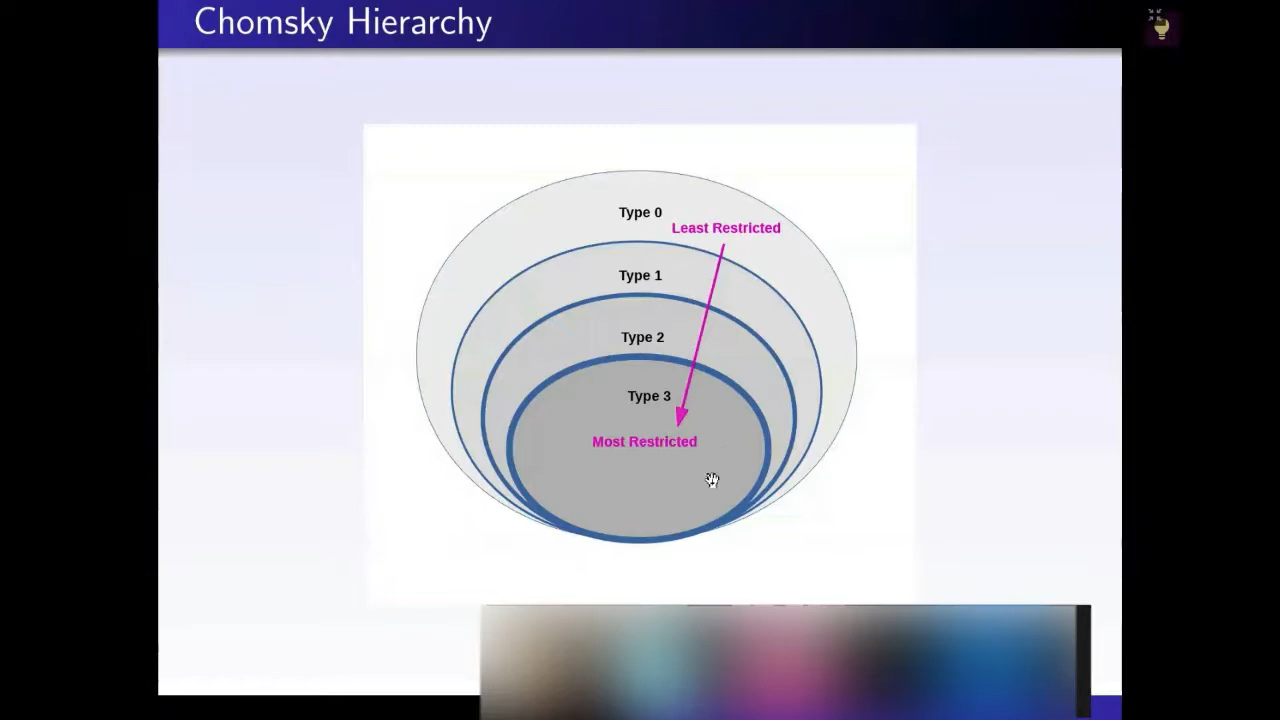 Chomsky Hierarchy
Type 0
Least Restricted
Type 1
Type 2
Type 3
Most Restricted